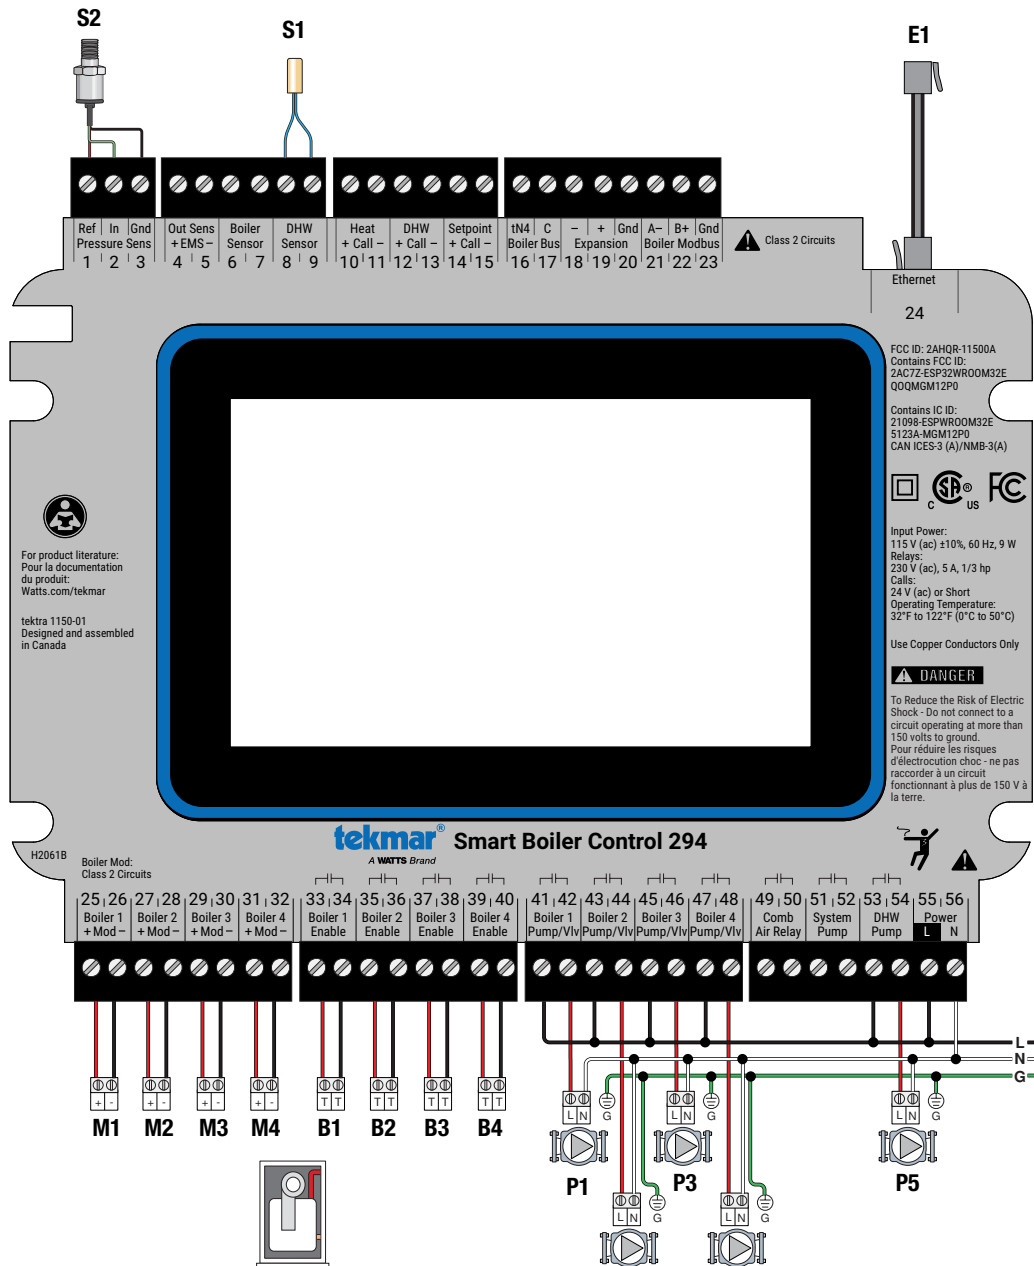 S2
S1
E1
Ref In Gnd
Pressure Sens
1 2 3
Out Sens
+ EMS –
4 5
Boiler
Sensor
6 7
DHW
Sensor
8 9
Heat
+ Call –
10 11
DHW
+ Call –
12 13
Setpoint
+ Call –
14 15
tN4 C
Boiler Bus
16 17
– + Gnd
Expansion
18 19 20
A– B+ Gnd
Boiler Modbus
21 22 23
Class 2 Circuits
Ethernet
24
FCC ID: 2AHQR-11500A
Contains FCC ID:
2AC7Z-ESP32WROOM32E
QOQMGM12P0
Contains IC ID:
21098-ESPWROOM32E
5123A-MGM12P0
CAN ICES-3 (A)/NMB-3(A)
C SA ® US FC
Input Power:
115 V (ac) ±10%, 60 Hz, 9 W
Relays:
230 V (ac), 5 A, 1/3 hp
Calls:
24 V (ac) or Short
Operating Temperature:
32°F to 122°F (0°C to 50°C)
Use Copper Conductors Only
DANGER
To Reduce the Risk of Electric
Shock - Do not connect to a
circuit operating at more than
150 volts to ground.
Pour réduire les risques
d'électrocution choc - ne pas
raccorder à un circuit
fonctionnant à plus de 150 V à
la terre.
For product literature:
Pour la documentation
du produit:
Watts.com/tekmar
tektra 1150-01
Designed and assembled
in Canada
H2061B
tekmar® Smart Boiler Control 294
A WATTS Brand
Boiler Mod:
Class 2 Circuits
25 26
Boiler 1
+ Mod –
27 28
Boiler 2
+ Mod –
29 30
Boiler 3
+ Mod –
31 32
Boiler 4
+ Mod –
33 34
Boiler 1
Enable
35 36
Boiler 2
Enable
37 38
Boiler 3
Enable
39 40
Boiler 4
Enable
41 42
Boiler 1
Pump/Vlv
43 44
Boiler 2
Pump/Vlv
45 46
Boiler 3
Pump/Vlv
47 48
Boiler 4
Pump/Vlv
49 50
Comb
Air Relay
51 52
System
Pump
53 54
DHW
Pump
55 56
Power
L N
L
N
G
+ - + - + - + -
T T T T T T T T
M1 M2 M3 M4 B1 B2 B3 B4
L N G L N G L N G
P1 P3 P5
L N G L N G